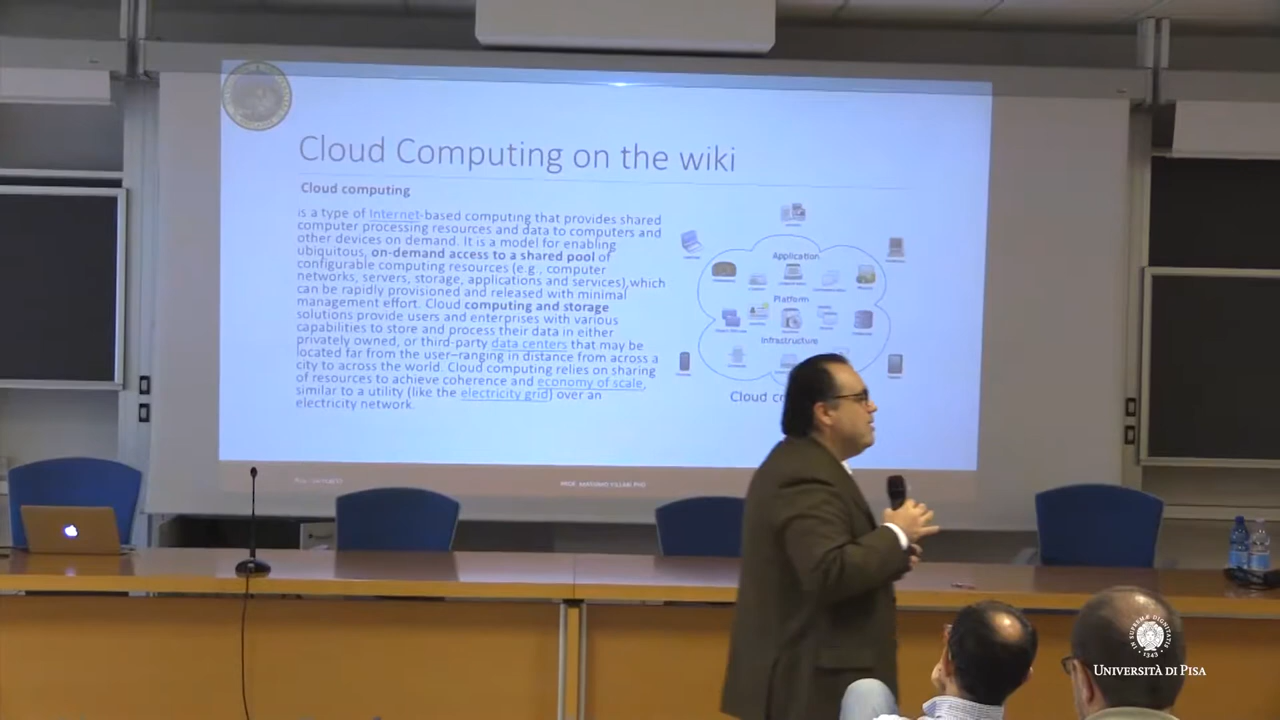 Cloud Computing on the wiki
Cloud computing
is a type of Internet-based computing that provides shared
computer processing resources and data to computers and
other devices on demand. It is a model for enabling
ubiquitous, on-demand access to a shared pool of
configurable computing resources (e.g., computer
networks, servers, storage, applications and services),which
can be rapidly provisioned and released with minimal
management effort. Cloud computing and storage
solutions provide users and enterprises with various
capabilities to store and process their data in either
privately owned, or third-party data centers that may be
located far from the user–ranging in distance from across a
city to across the world. Cloud computing relies on sharing
of resources to achieve coherence and economy of scale,
similar to a utility (like the electricity grid) over an
electricity network.
Application
Platform
Infrastructure
Cloud
IN SUPREMÆ DIGNITATIS
1343
UNIVERSITÀ DI PISA